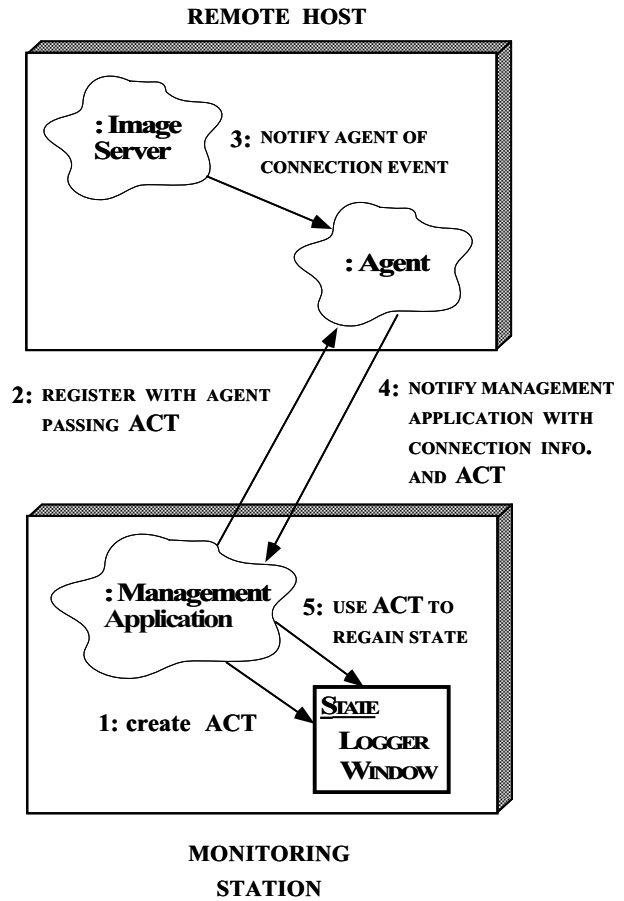 REMOTE HOST
: Image
Server
3: NOTIFY AGENT OF
CONNECTION EVENT
: Agent
2: REGISTER WITH AGENT
PASSING ACT
4: NOTIFY MANAGEMENT
APPLICATION WITH
CONNECTION INFO.
AND ACT
: Management
Application
5: USE ACT TO
REGAIN STATE
1: create ACT
STATE
LOGGER
WINDOW
MONITORING
STATION